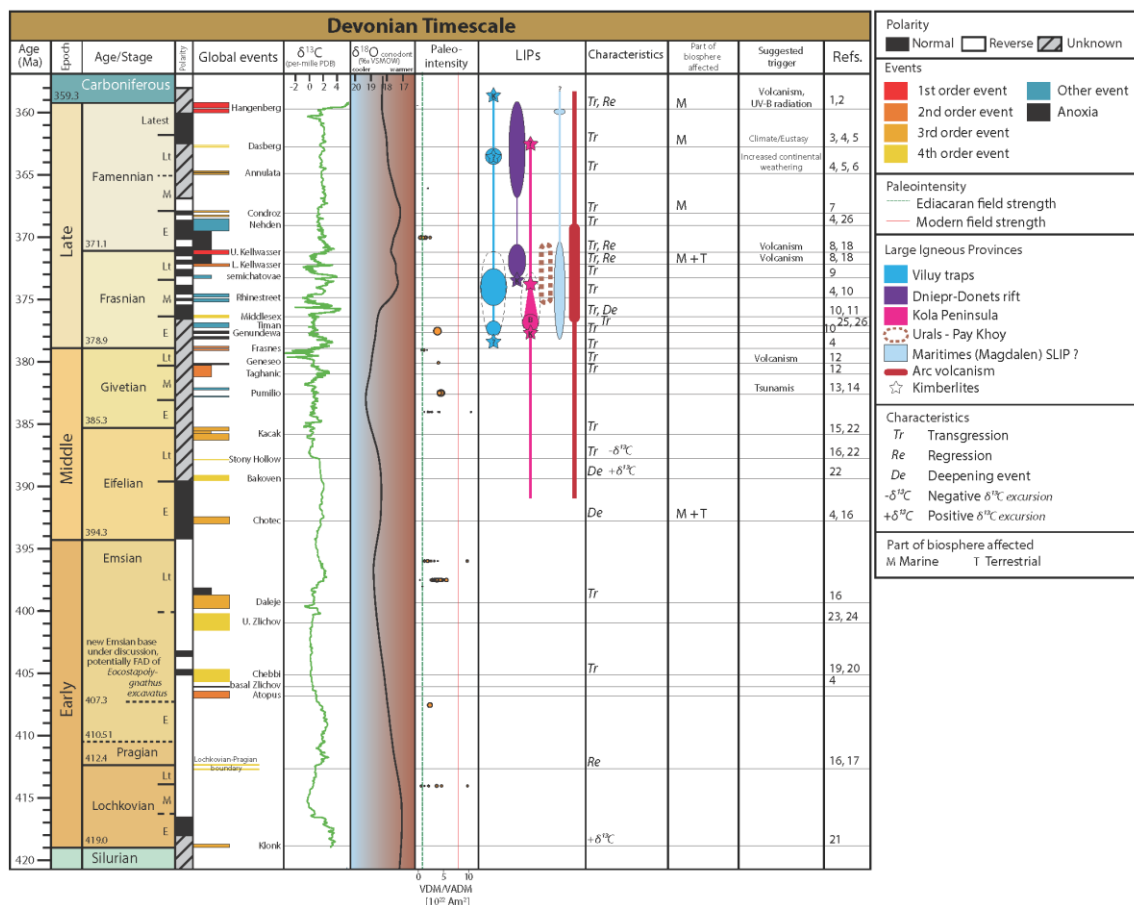 Devonian Timescale
Age (Ma)
Epoch
Age/Stage
Polarity
Global events
δ¹³C (per-mille PDB)
-2 0 2 4
δ¹⁸O conodont (‰ VSMOW)
cooler warmer
20 19 18 17
Paleo-intensity
LIPs
Characteristics
Part of biosphere affected
Suggested trigger
Refs.
360
365
370
375
380
385
390
395
400
405
410
415
420
Late
Middle
Early
Carboniferous
359.3
Latest
Lt
Famennian
M
E
371.1
Lt
Frasnian
M
E
378.9
Lt
Givetian
M
E
385.3
Lt
Eifelian
E
394.3
Emsian
Lt
new Emsian base
under discussion,
potentially FAD of
Eocostapoly-
gnathus
excavatus
407.3
E
410.51
Pragian
412.4
Lt
Lochkovian
M
E
419.0
Silurian
Hangenberg Tr, Re M Volcanism, UV-B radiation 1,2
Dasberg Tr M Climate/Eustasy 3, 4, 5
Annulata Tr Increased continental weathering 4, 5, 6
Condroz Tr M 7
Nehden Tr 4, 26
U. Kellwasser Tr, Re Volcanism 8, 18
L. Kellwasser Tr, Re M + T Volcanism 8, 18
semichatovae Tr 9
Rhinestreet Tr 4, 10
Middlesex Tr, De 10, 11
Timan Tr 25, 26
Genundewa Tr 10
Frasnes Tr 4
Geneseo Tr Volcanism 12
Taghanic Tr 12
Pumilio Tsunamis 13, 14
Kacak Tr 15, 22
Stony Hollow Tr -δ¹³C 16, 22
Bakoven De +δ¹³C 22
Chotec De M + T 4, 16
Daleje Tr 16
U. Zlichov 23, 24
Chebbi Tr 19, 20
basal Zlichov 4
Atopus
Lochkovian-Pragian boundary Re 16, 17
Klonk +δ¹³C 21
0 5 10
VDM/VADM
[10²² Am²]
?
Polarity
Normal Reverse Unknown
Events
1st order event Other event
2nd order event Anoxia
3rd order event
4th order event
Paleointensity
Ediacaran field strength
Modern field strength
Large Igneous Provinces
Viluy traps
Dniepr-Donets rift
Kola Peninsula
Urals - Pay Khoy
Maritimes (Magdalen) SLIP ?
Arc volcanism
Kimberlites
Characteristics
Tr Transgression
Re Regression
De Deepening event
-δ¹³C Negative δ¹³C excursion
+δ¹³C Positive δ¹³C excursion
Part of biosphere affected
M Marine T Terrestrial